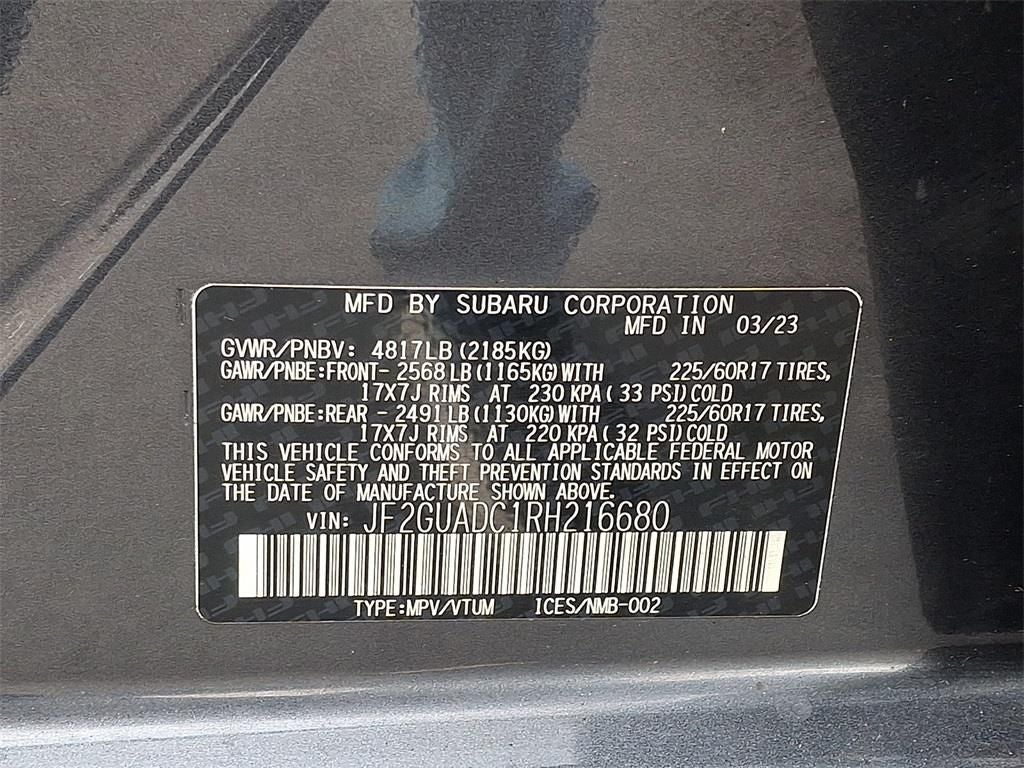 MFD BY SUBARU CORPORATION
MFD IN 03/23
GVWR/PNBV: 4817LB (2185KG)
GAWR/PNBE:FRONT- 2568 LB (1165KG) WITH 225/60R17 TIRES,
17X7J RIMS AT 230 KPA ( 33 PSI) COLD
GAWR/PNBE:REAR - 2491 LB (1130KG) WITH 225/60R17 TIRES,
17X7J RIMS AT 220 KPA ( 32 PSI) COLD
THIS VEHICLE CONFORMS TO ALL APPLICABLE FEDERAL MOTOR
VEHICLE SAFETY AND THEFT PREVENTION STANDARDS IN EFFECT ON
THE DATE OF MANUFACTURE SHOWN ABOVE.
VIN: JF2GUADC1RH216680
TYPE:MPV/VTUM ICES/NMB-002